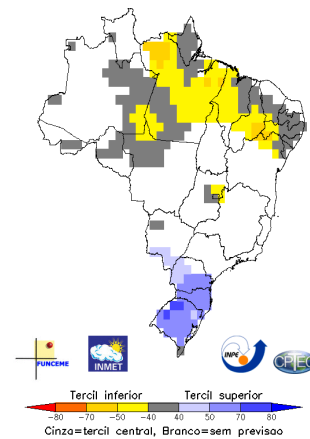 FUNCEME
INMET
INPE
CPTEC
Tercil inferior Tercil superior
-80 -70 -50 -40 40 50 70 80
Cinza=tercil central, Branco=sem previsao